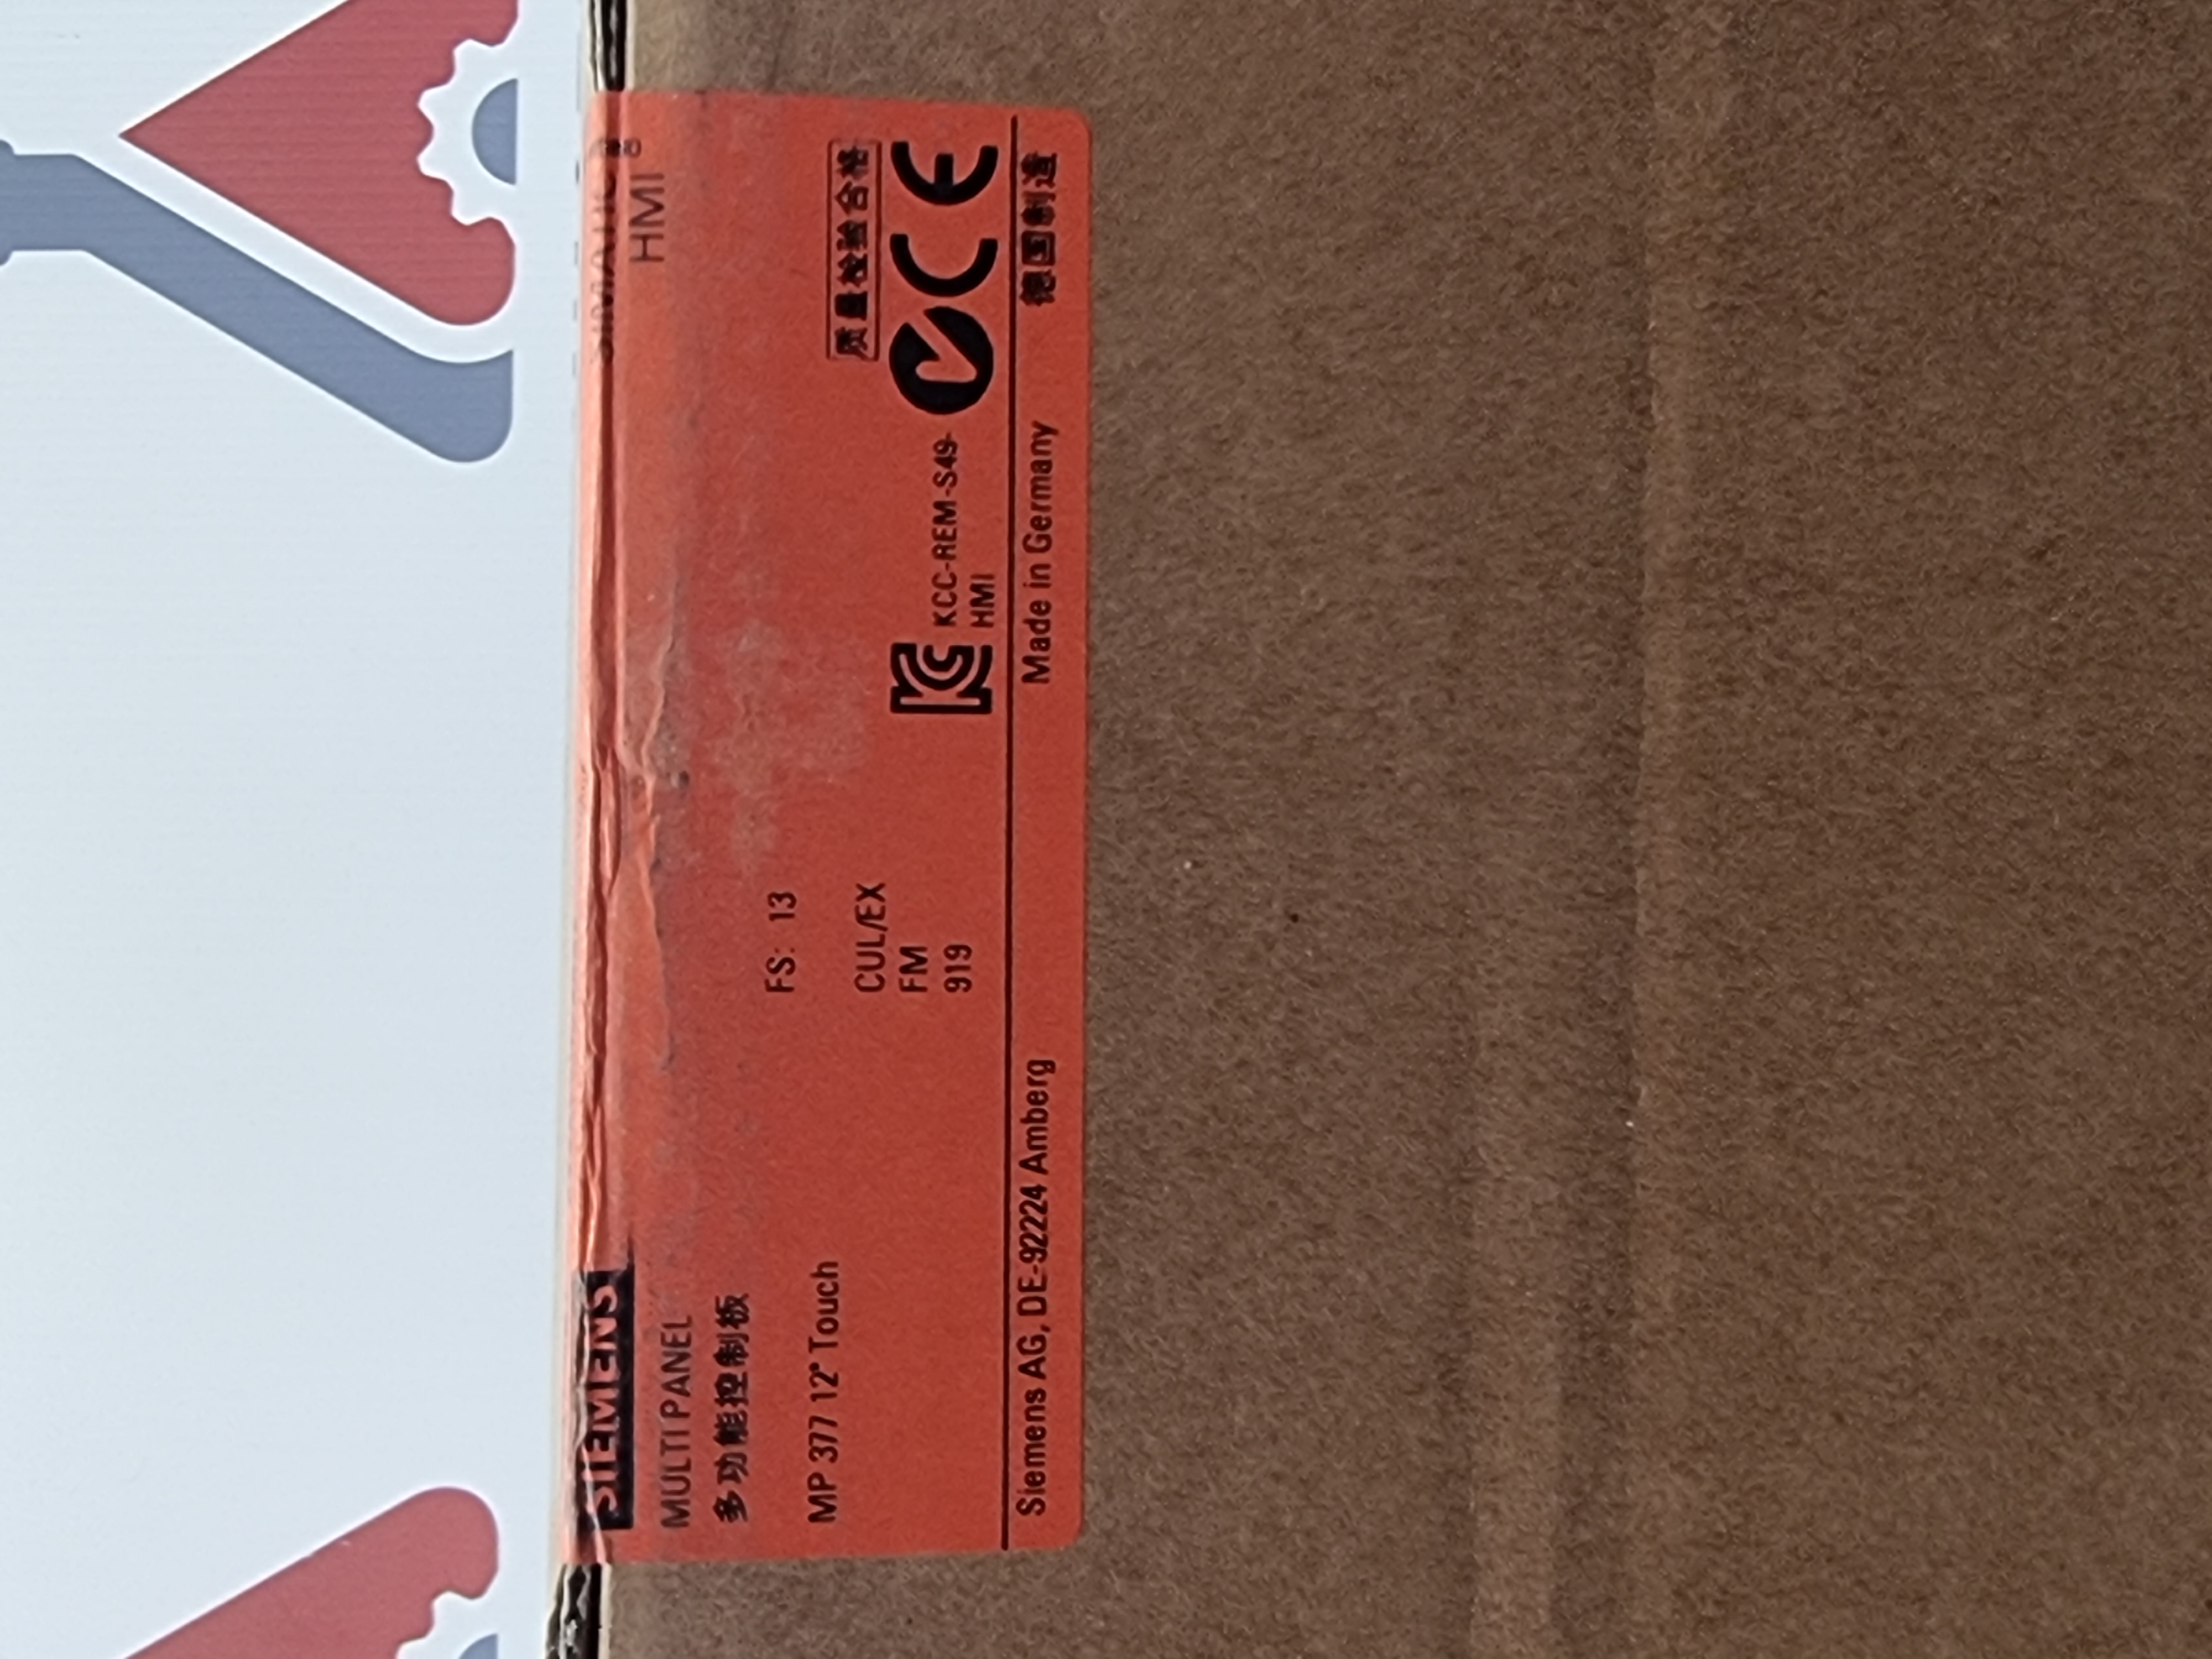 SIEMENS
SIMATIC
HMI
MULTI PANEL
多功能控制板
MP 377 12" Touch
FS: 13
CUL/EX
FM
919
质量检验合格
KCC-REM-S49-
HMI
CE
Siemens AG, DE-92224 Amberg
Made in Germany
德国制造